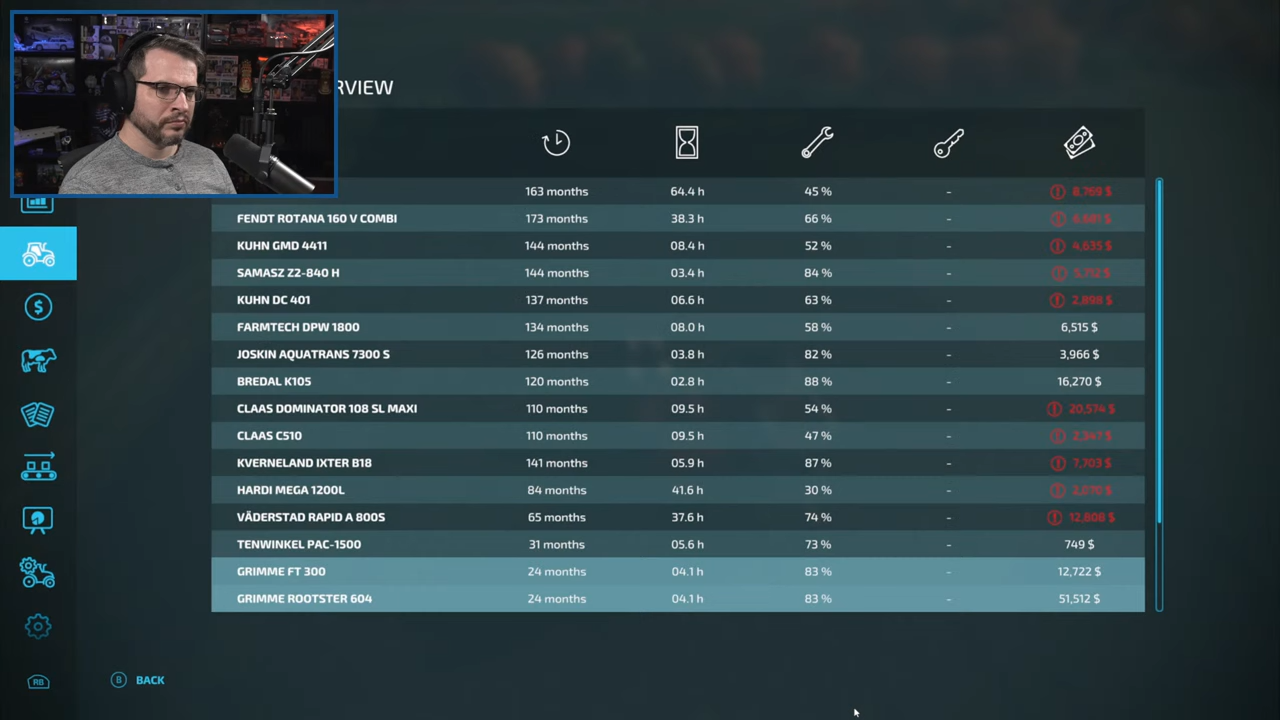 RVIEW
163 months 64.4 h 45 % - 8,769 $
FENDT ROTANA 160 V COMBI 173 months 38.3 h 66 % -
KUHN GMD 4411 144 months 08.4 h 52 % - 4,635 $
SAMASZ Z2-840 H 144 months 03.4 h 84 % -
KUHN DC 401 137 months 06.6 h 63 % - 2,898 $
FARMTECH DPW 1800 134 months 08.0 h 58 % - 6,515 $
JOSKIN AQUATRANS 7300 S 126 months 03.8 h 82 % - 3,966 $
BREDAL K105 120 months 02.8 h 88 % - 16,270 $
CLAAS DOMINATOR 108 SL MAXI 110 months 09.5 h 54 % - 20,574 $
CLAAS C510 110 months 09.5 h 47 % -
KVERNELAND IXTER B18 141 months 05.9 h 87 % - 7,703 $
HARDI MEGA 1200L 84 months 41.6 h 30 % -
VÄDERSTAD RAPID A 800S 65 months 37.6 h 74 % - 12,806 $
TENWINKEL PAC-1500 31 months 05.6 h 73 % - 749 $
GRIMME FT 300 24 months 04.1 h 83 % - 12,722 $
GRIMME ROOTSTER 604 24 months 04.1 h 83 % - 51,512 $
RB
B BACK